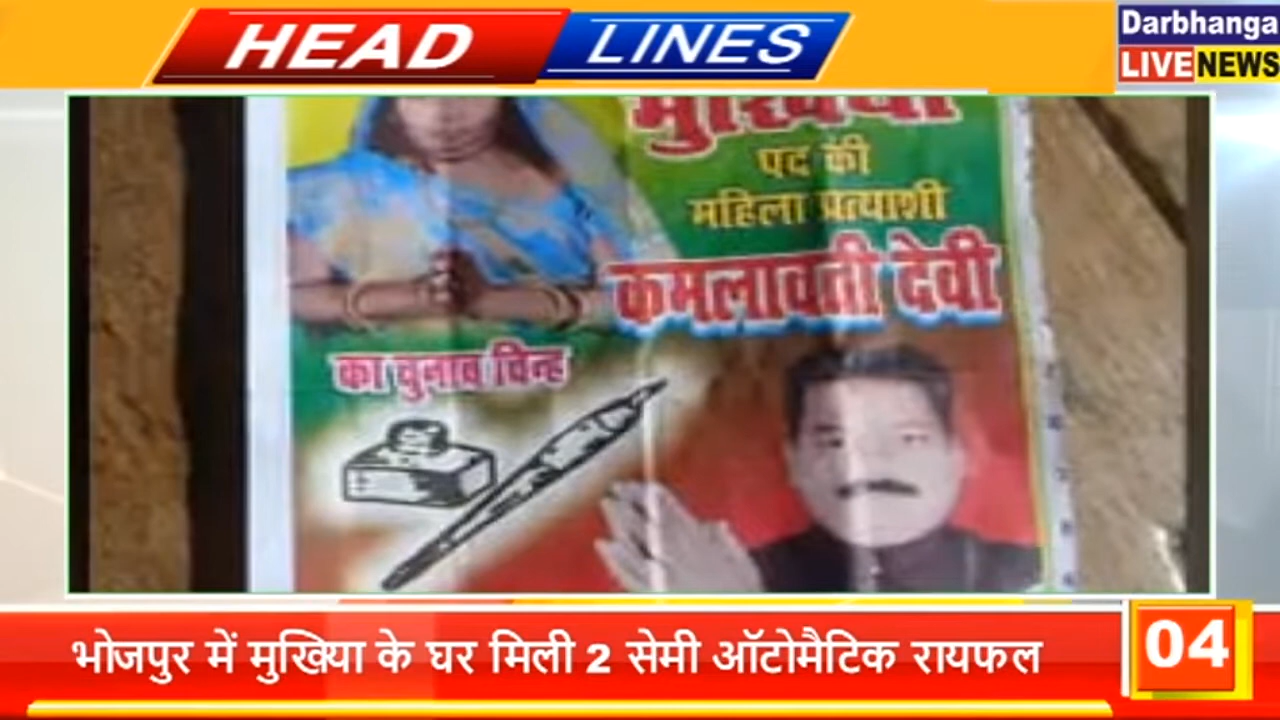 HEAD LINES
Darbhanga
LIVE NEWS
मुखिया
पद की
महिला प्रत्याशी
कमलावती देवी
का चुनाव चिन्ह
भोजपुर में मुखिया के घर मिली 2 सेमी ऑटोमैटिक रायफल
04